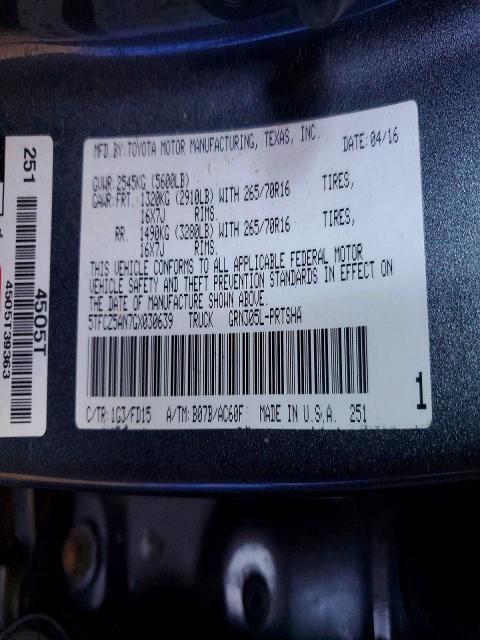 MFD. BY: TOYOTA MOTOR MANUFACTURING, TEXAS, INC. DATE: 04/16
GVWR: 2545KG (5600LB)
GAWR: FRT. 1320KG (2910LB) WITH 265/70R16 TIRES,
16X7J RIMS.
RR. 1490KG (3280LB) WITH 265/70R16 TIRES,
16X7J RIMS.
THIS VEHICLE CONFORMS TO ALL APPLICABLE FEDERAL MOTOR
VEHICLE SAFETY AND THEFT PREVENTION STANDARDS IN EFFECT ON
THE DATE OF MANUFACTURE SHOWN ABOVE.
5TFCZ5AN7GX030639 TRUCK GRN305L-PRTSHA
C/TR: 1G3/FD15 A/TM: B07B/AC60F MADE IN U.S.A. 251
1
251
4505T
4505T39363